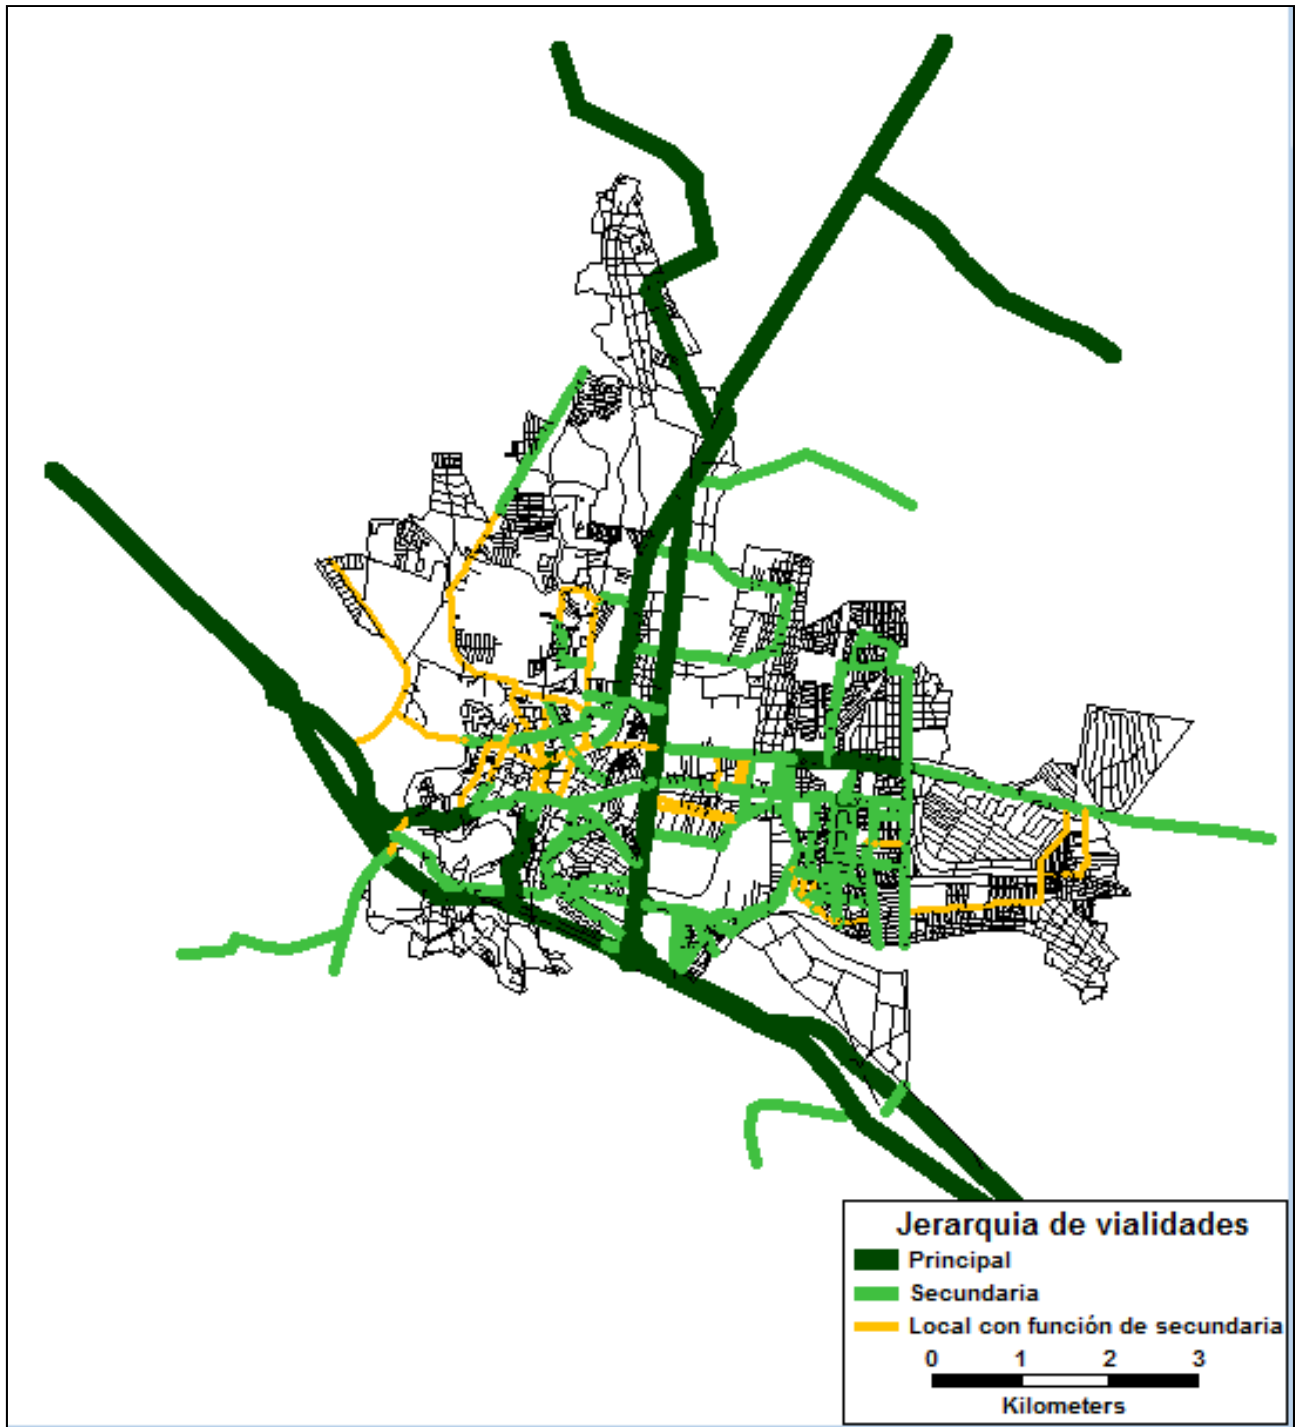 Jerarquia de vialidades
Principal
Secundaria
Local con función de secundaria
0 1 2 3
Kilometers